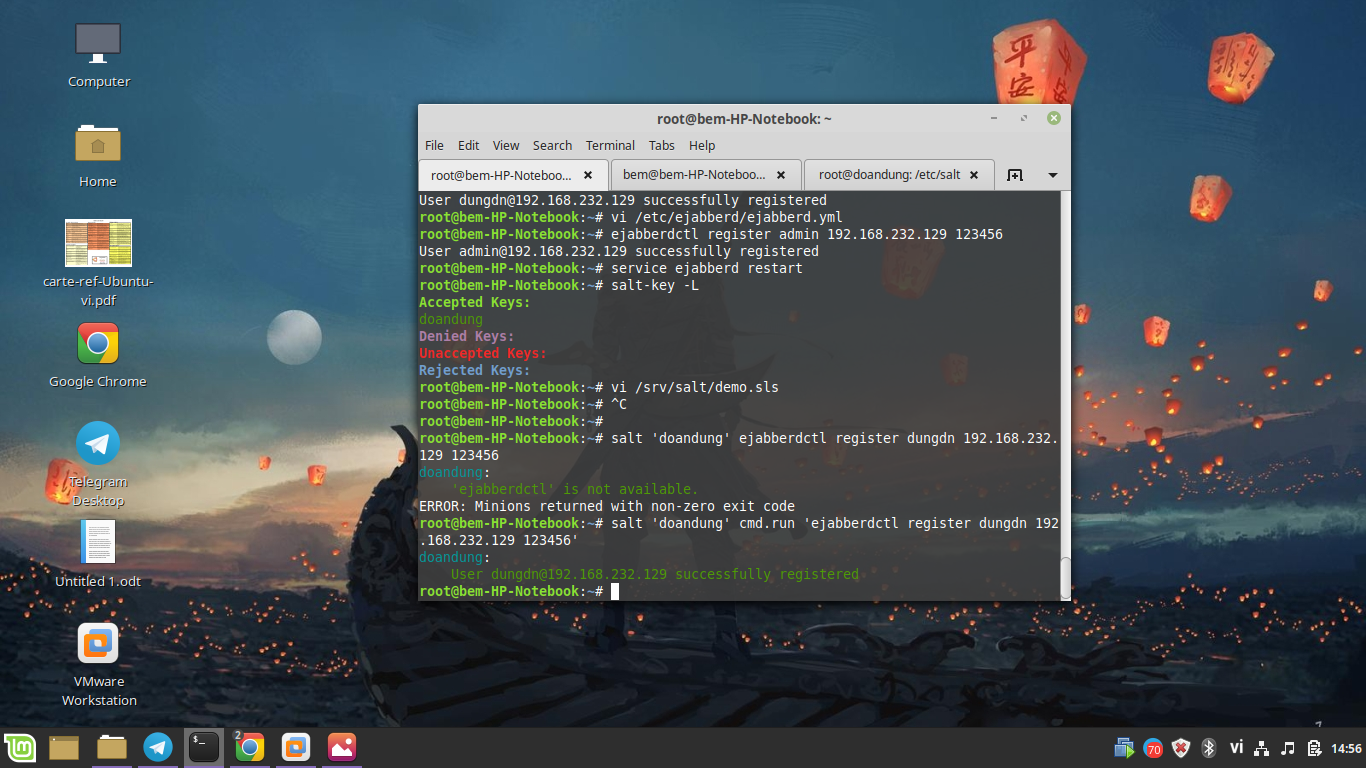 Computer
Home
carte-ref-Ubuntu-
vi.pdf
Google Chrome
Telegram
Desktop
Untitled 1.odt
VMware
Workstation
平
安
root@bem-HP-Notebook: ~
File Edit View Search Terminal Tabs Help
root@bem-HP-Noteboo... bem@bem-HP-Noteboo... root@doandung: /etc/salt
User dungdn@192.168.232.129 successfully registered
root@bem-HP-Notebook:~# vi /etc/ejabberd/ejabberd.yml
root@bem-HP-Notebook:~# ejabberdctl register admin 192.168.232.129 123456
User admin@192.168.232.129 successfully registered
root@bem-HP-Notebook:~# service ejabberd restart
root@bem-HP-Notebook:~# salt-key -L
Accepted Keys:
doandung
Denied Keys:
Unaccepted Keys:
Rejected Keys:
root@bem-HP-Notebook:~# vi /srv/salt/demo.sls
root@bem-HP-Notebook:~# ^C
root@bem-HP-Notebook:~#
root@bem-HP-Notebook:~# salt 'doandung' ejabberdctl register dungdn 192.168.232.
129 123456
doandung:
    'ejabberdctl' is not available.
ERROR: Minions returned with non-zero exit code
root@bem-HP-Notebook:~# salt 'doandung' cmd.run 'ejabberdctl register dungdn 192
.168.232.129 123456'
doandung:
    User dungdn@192.168.232.129 successfully registered
root@bem-HP-Notebook:~#
2
70
vi
14:56